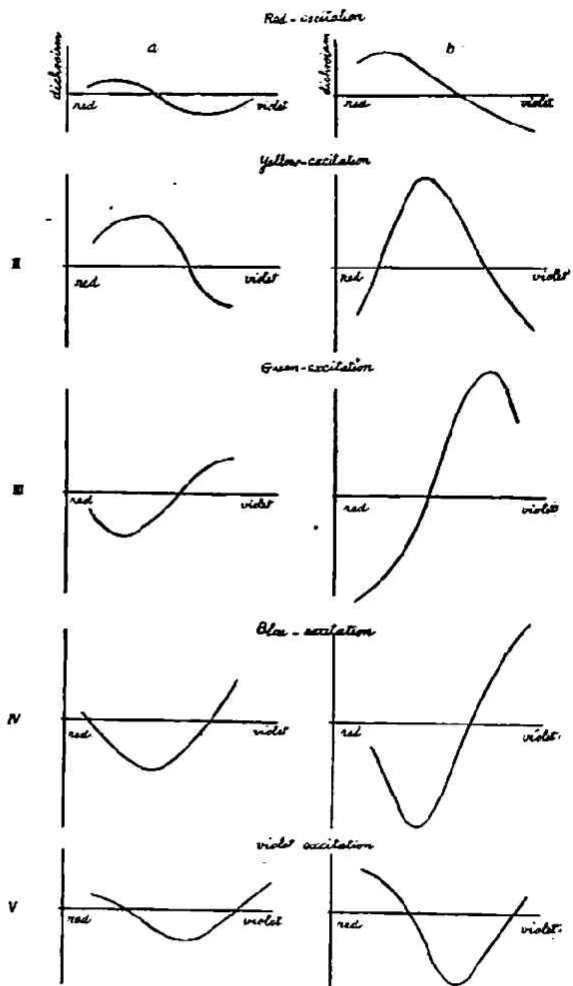 Red-excitation
a b
dichroism dichroism
red violet red violet
Yellow-excitation
II
red violet red violet
Green-excitation
III
red violet red violet
Blue-excitation
IV
red violet red violet
violet excitation
V
red violet red violet